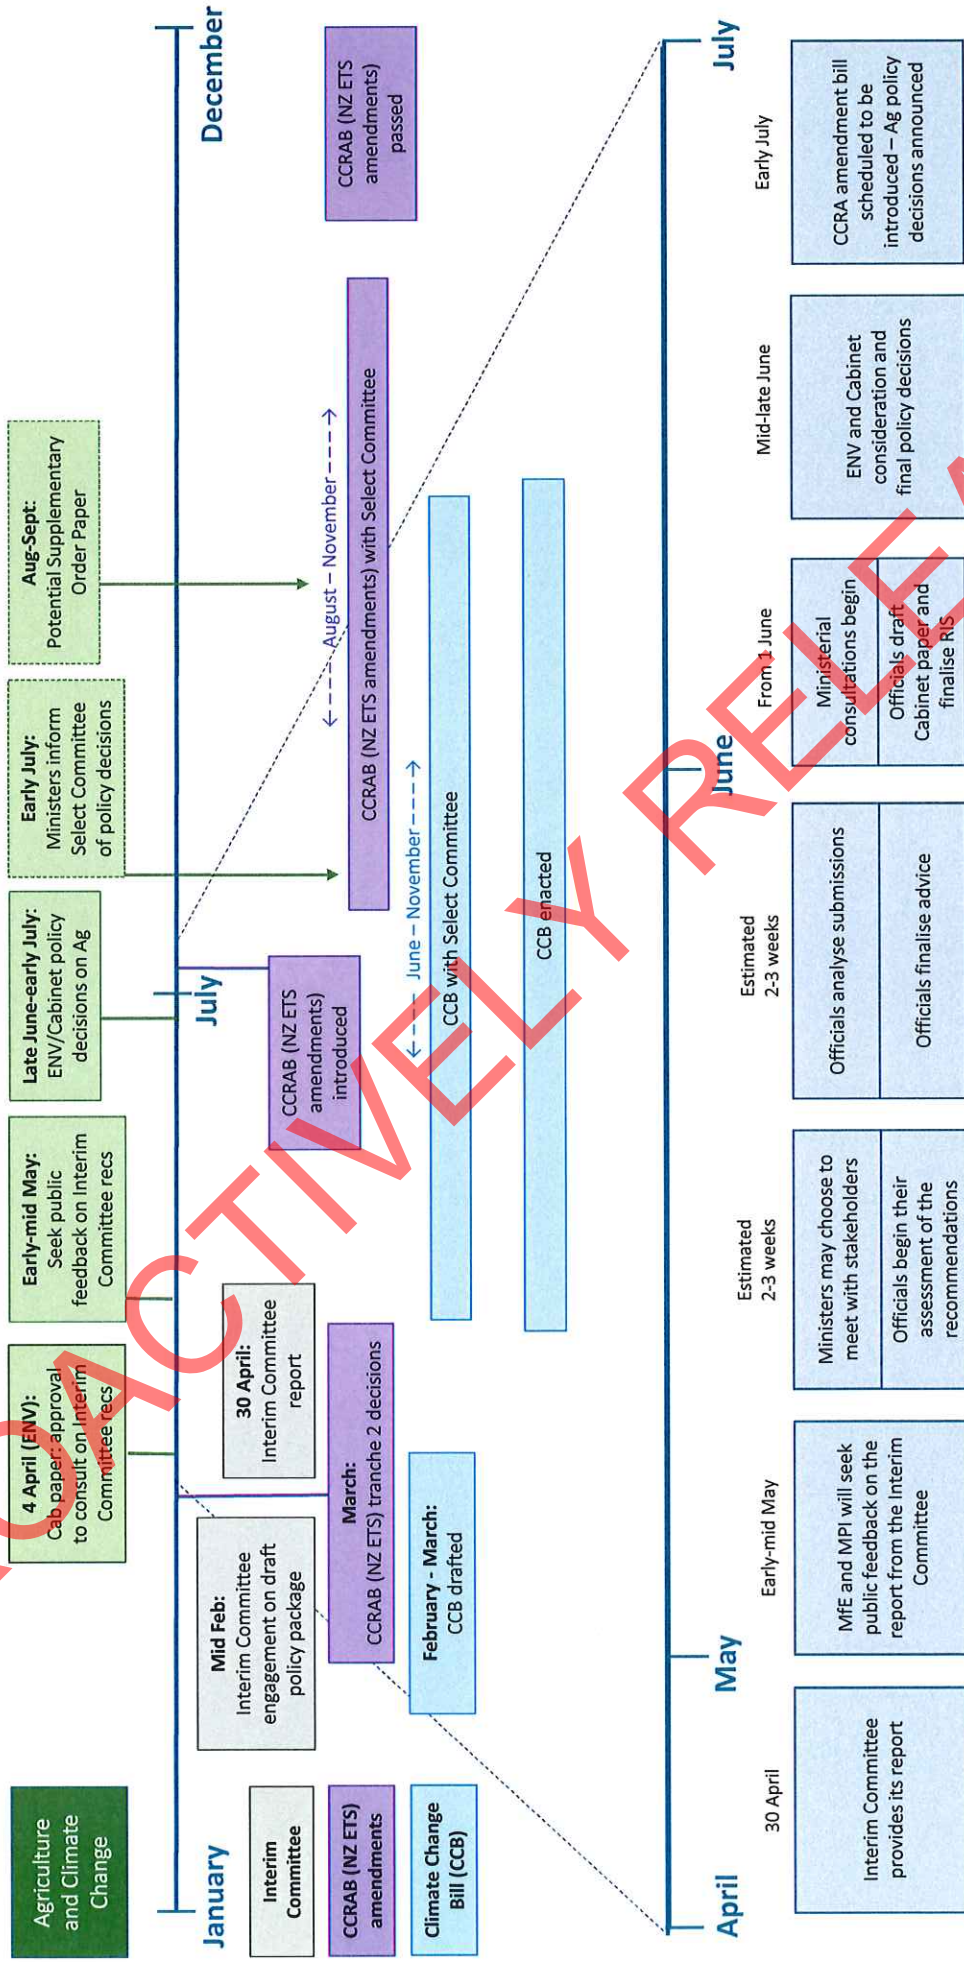 Agriculture
and Climate
Change
4 April (ENV):
Cab paper: approval
to consult on Interim
Committee recs
Early-mid May:
Seek public
feedback on Interim
Committee recs
Late June-early July:
ENV/Cabinet policy
decisions on Ag
Early July:
Ministers inform
Select Committee
of policy decisions
Aug-Sept:
Potential Supplementary
Order Paper
January
July
December
Interim
Committee
Mid Feb:
Interim Committee
engagement on draft
policy package
30 April:
Interim Committee
report
CCRAB (NZ ETS)
amendments
March:
CCRAB (NZ ETS) tranche 2 decisions
CCRAB (NZ ETS
amendments)
introduced
August – November
CCRAB (NZ ETS amendments) with Select Committee
CCRAB (NZ ETS
amendments)
passed
Climate Change
Bill (CCB)
February - March:
CCB drafted
June – November
CCB with Select Committee
CCB enacted
April
May
June
July
30 April
Interim Committee
provides its report
Early-mid May
MfE and MPI will seek
public feedback on the
report from the Interim
Committee
Estimated
2-3 weeks
Ministers may choose to
meet with stakeholders
Officials begin their
assessment of the
recommendations
Estimated
2-3 weeks
Officials analyse submissions
Officials finalise advice
From 1 June
Ministerial
consultations begin
Officials draft
Cabinet paper and
finalise RIS
Mid-late June
ENV and Cabinet
consideration and
final policy decisions
Early July
CCRA amendment bill
scheduled to be
introduced – Ag policy
decisions announced
OACTIVELY RELEA